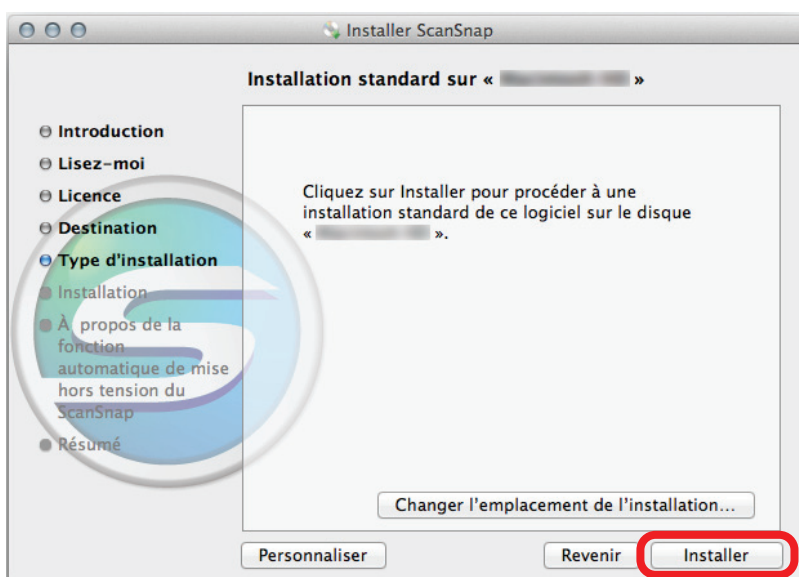 Installer ScanSnap
Installation standard sur «  »
Introduction
Lisez-moi
Licence
Destination
Type d'installation
Installation
À propos de la
fonction
automatique de mise
hors tension du
ScanSnap
Résumé
Cliquez sur Installer pour procéder à une
installation standard de ce logiciel sur le disque
«  ».
Changer l'emplacement de l'installation...
Personnaliser
Revenir
Installer